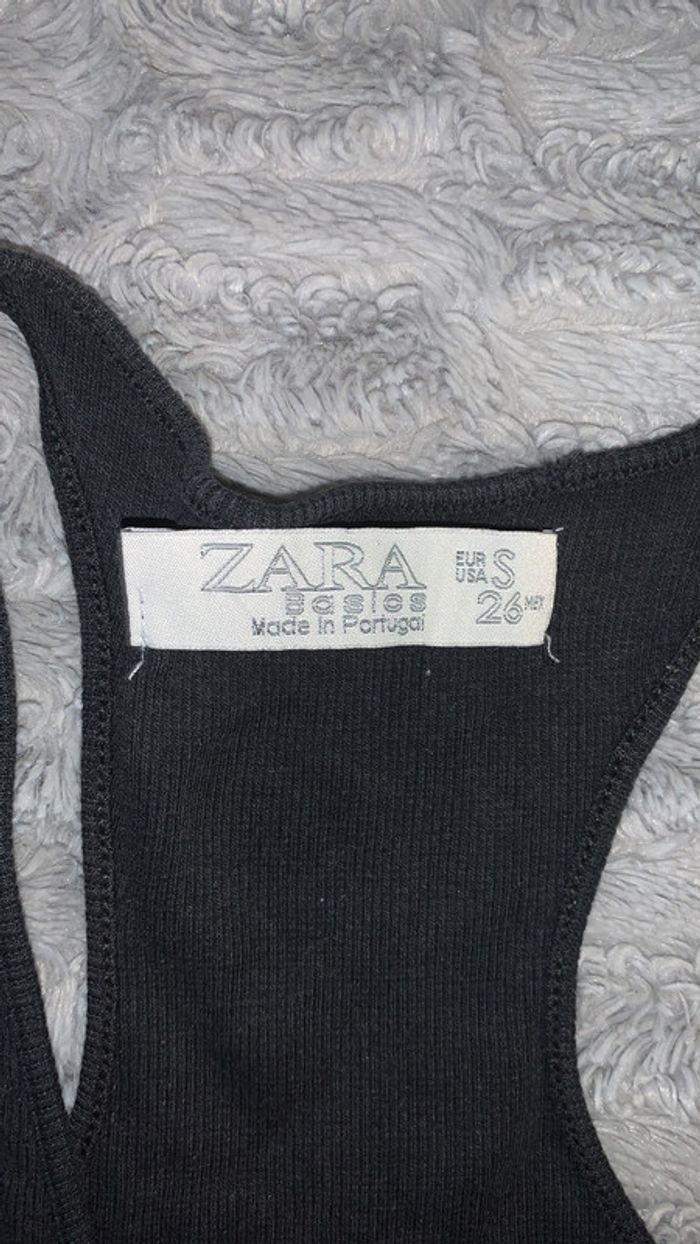 ZARA
Basics
Made in Portugal
EUR
USA S
26 MEX